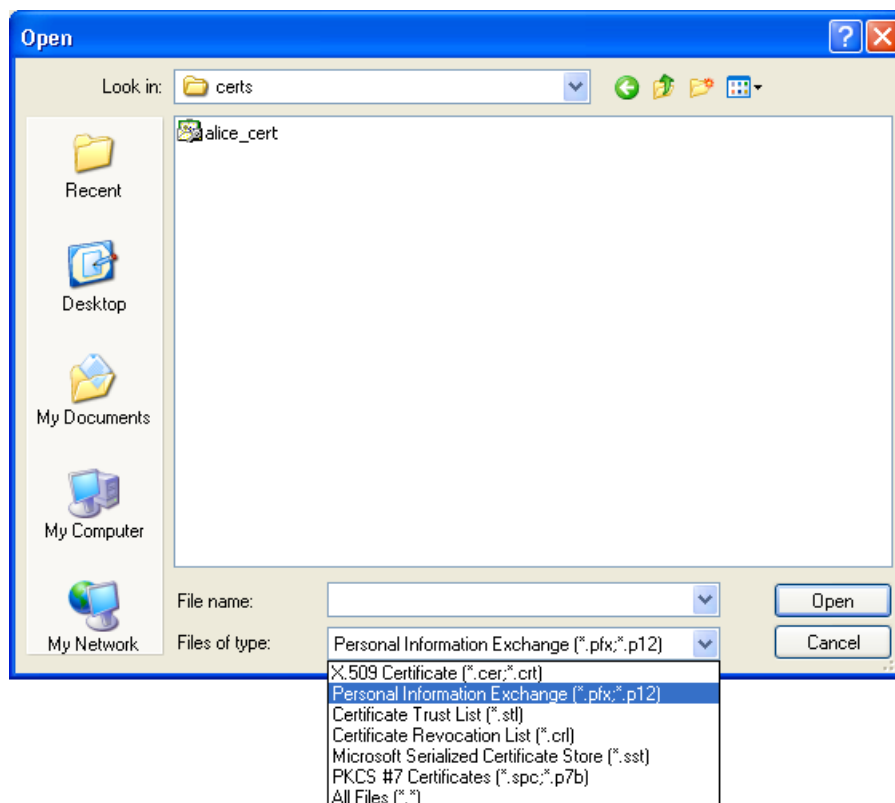 Open
Look in: certs
alice_cert
Recent
Desktop
My Documents
My Computer
My Network
File name:
Open
Files of type: Personal Information Exchange (*.pfx;*.p12)
Cancel
X.509 Certificate (*.cer;*.crt)
Personal Information Exchange (*.pfx;*.p12)
Certificate Trust List (*.stl)
Certificate Revocation List (*.crl)
Microsoft Serialized Certificate Store (*.sst)
PKCS #7 Certificates (*.spc;*.p7b)
All Files (*.*)